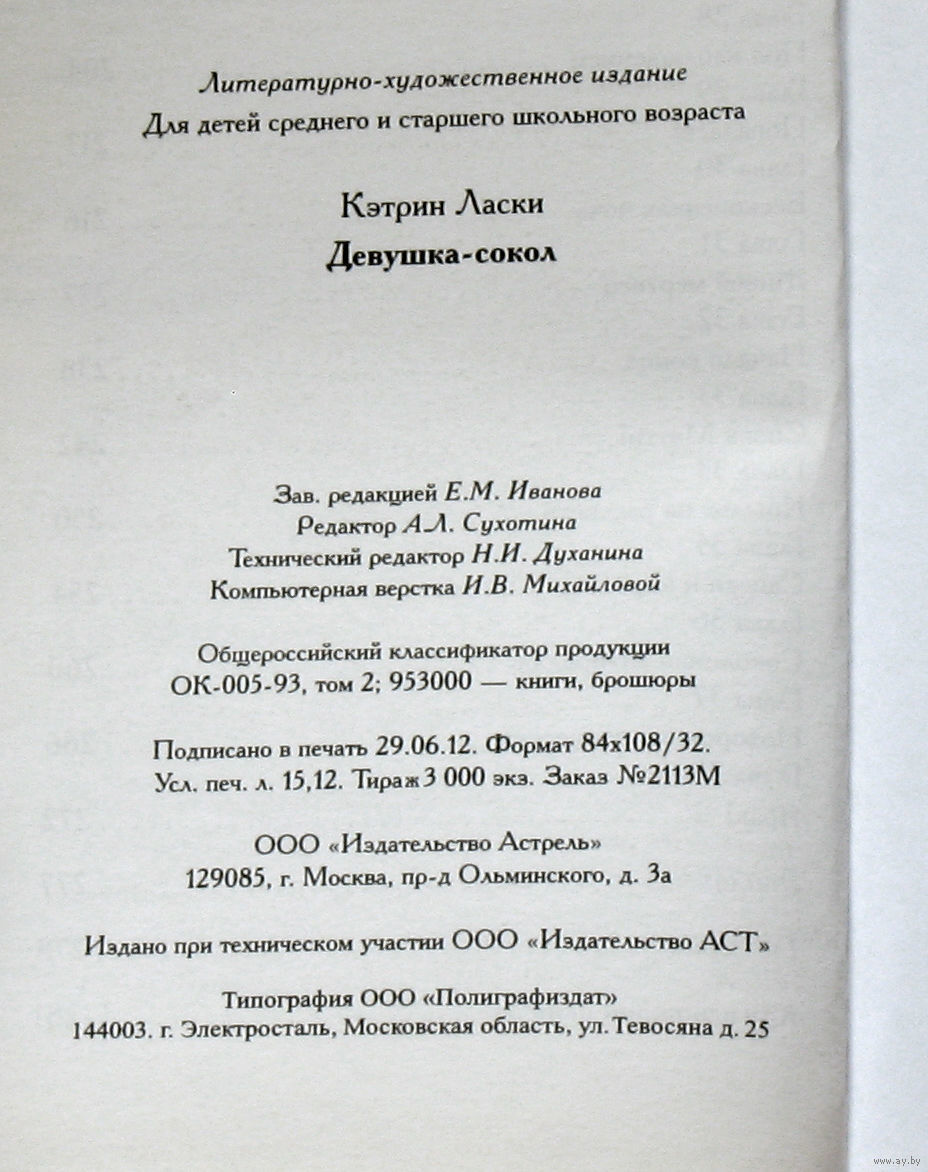 Литературно-художественное издание
Для детей среднего и старшего школьного возраста
Кэтрин Ласки
Девушка-сокол
Зав. редакцией Е.М. Иванова
Редактор А.Л. Сухотина
Технический редактор Н.И. Духанина
Компьютерная верстка И.В. Михайловой
Общероссийский классификатор продукции
ОК-005-93, том 2; 953000 — книги, брошюры
Подписано в печать 29.06.12. Формат 84х108/32.
Усл. печ. л. 15,12. Тираж 3 000 экз. Заказ №2113М
ООО «Издательство Астрель»
129085, г. Москва, пр-д Ольминского, д. 3а
Издано при техническом участии ООО «Издательство АСТ»
Типография ООО «Полиграфиздат»
144003. г. Электросталь, Московская область, ул. Тевосяна д. 25
www.ay.by